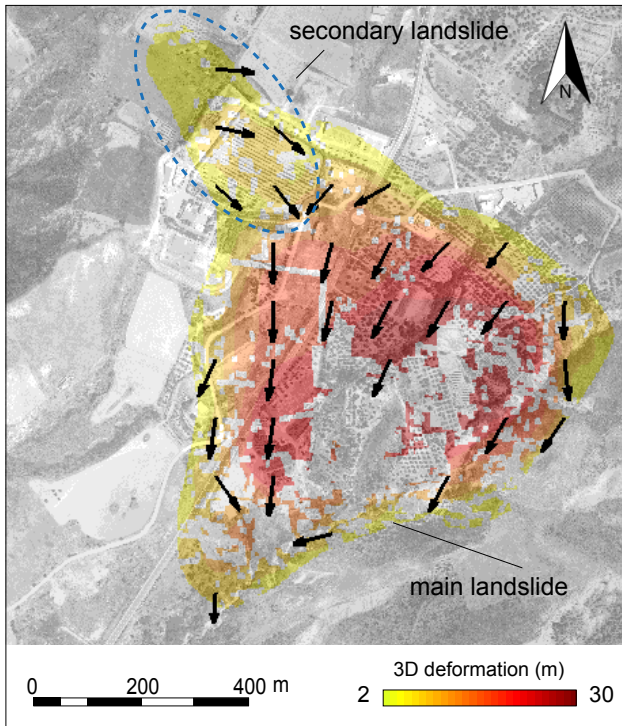 secondary landslide
N
main landslide
0 200 400 m
3D deformation (m)
2 30